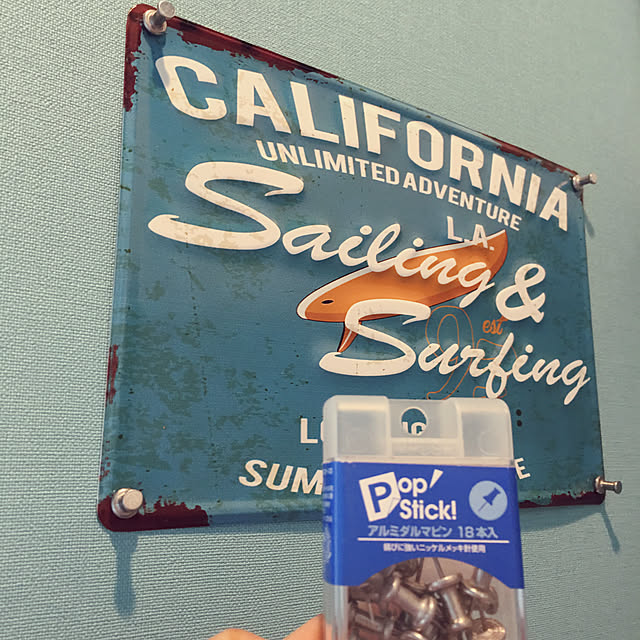 CALIFORNIA
UNLIMITED ADVENTURE
L.A.
Sailing &
est
Surfing
SUM
Pop'
Stick!
アルミダルマピン 18本入
錆びに強いニッケルメッキ針使用